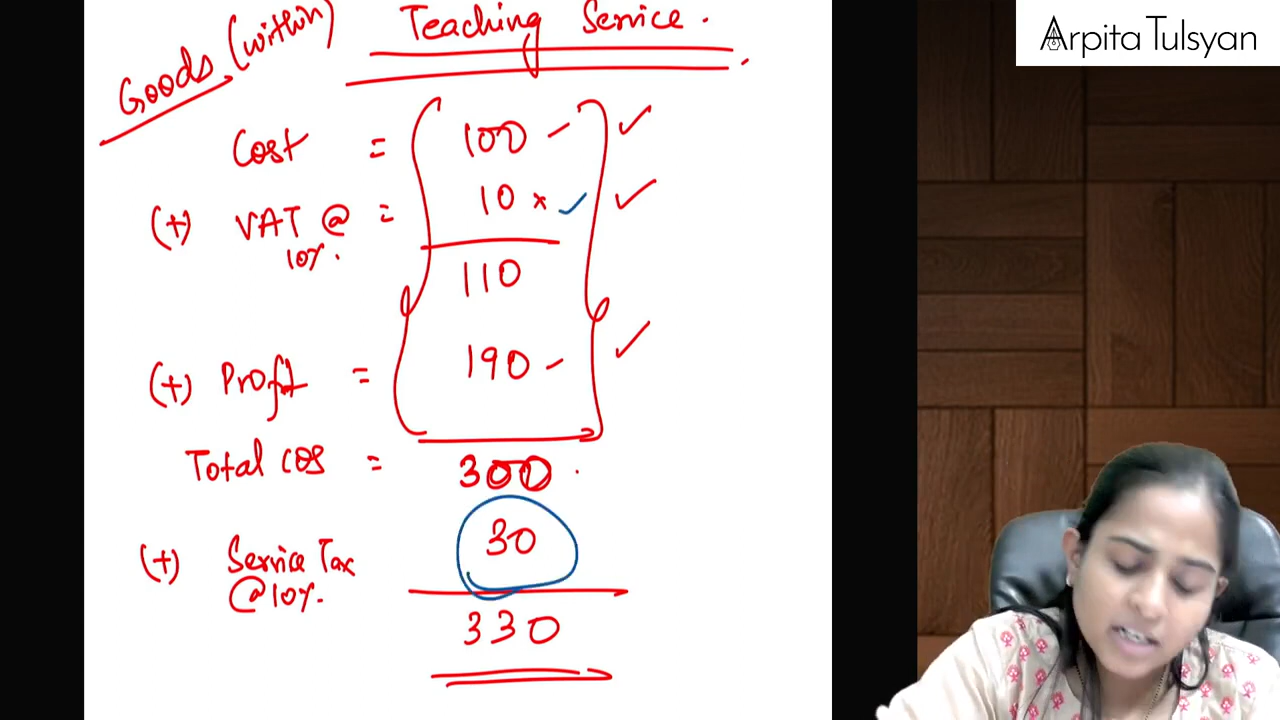 Arpita Tulsyan
Goods (within)
Teaching Service.
Cost = 100 - ✓
(+) VAT @ = 10 × ✓ ✓
10%.
110
(+) Profit = 190 - ✓
Total cos = 300
(+) Service Tax 30
@ 10%.
330